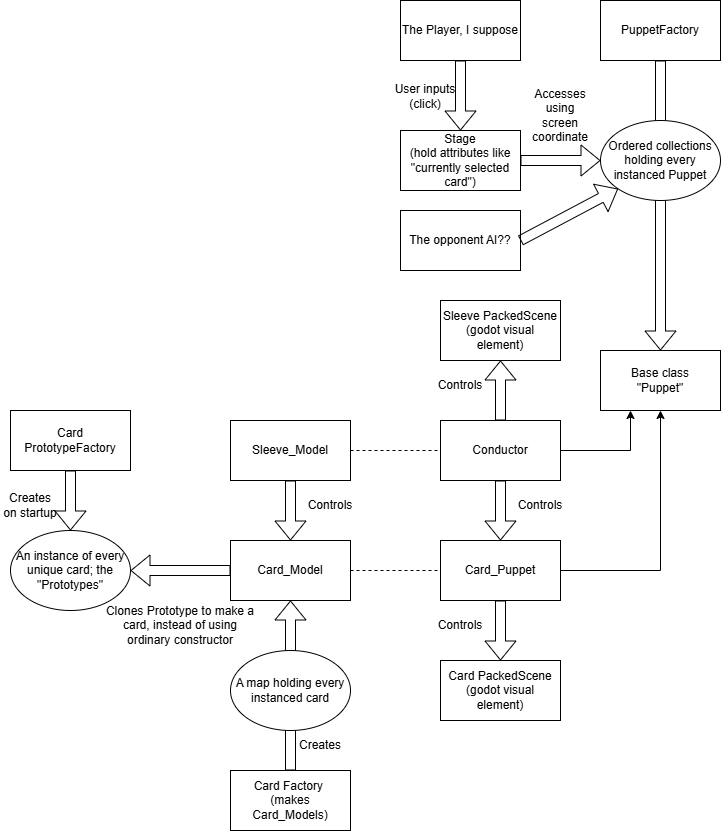 The Player, I suppose
PuppetFactory
User inputs
(click)
Accesses
using
screen
coordinate
Stage
(hold attributes like
"currently selected
card")
Ordered collections
holding every
instanced Puppet
The opponent AI??
Sleeve PackedScene
(godot visual
element)
Base class
"Puppet"
Controls
Card
PrototypeFactory
Sleeve_Model
Conductor
Creates
on startup
Controls
Controls
An instance of every
unique card; the
"Prototypes"
Card_Model
Card_Puppet
Clones Prototype to make a
card, instead of using
ordinary constructor
Controls
A map holding every
instanced card
Card PackedScene
(godot visual
element)
Creates
Card Factory
(makes
Card_Models)